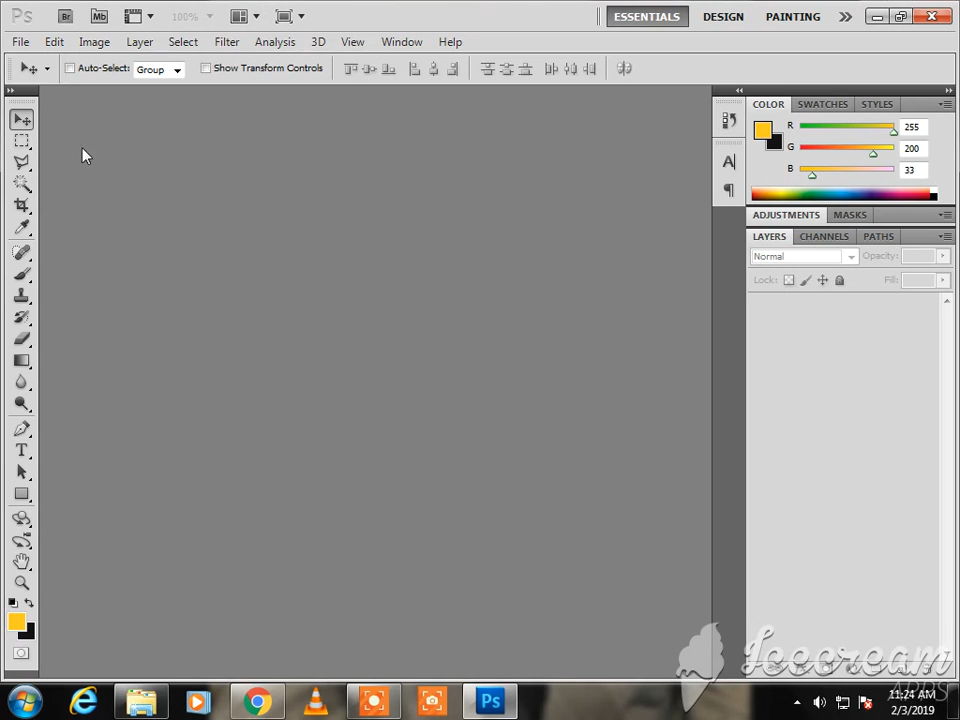 Ps Br Mb 100% ESSENTIALS DESIGN PAINTING
File Edit Image Layer Select Filter Analysis 3D View Window Help
Auto-Select: Group Show Transform Controls
COLOR SWATCHES STYLES
R 255
G 200
B 33
ADJUSTMENTS MASKS
LAYERS CHANNELS PATHS
Normal Opacity:
Lock: Fill:
Icecream
APPS
Ps
11:24 AM
2/3/2019